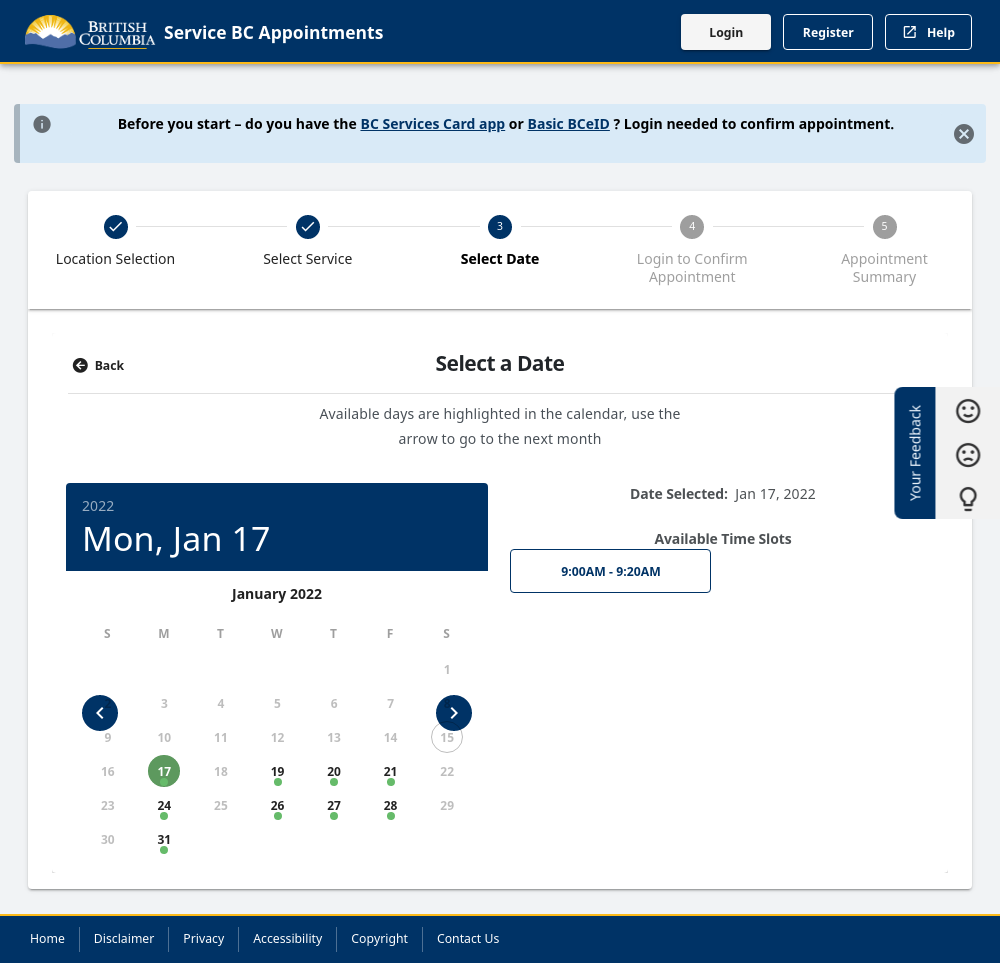 BRITISH
COLUMBIA
Service BC Appointments
Login
Register
Help
Before you start – do you have the BC Services Card app or Basic BCeID ? Login needed to confirm appointment.
3
4
5
Location Selection
Select Service
Select Date
Login to Confirm
Appointment
Appointment
Summary
Back
Select a Date
Available days are highlighted in the calendar, use the
arrow to go to the next month
Your Feedback
2022
Mon, Jan 17
Date Selected: Jan 17, 2022
Available Time Slots
9:00AM - 9:20AM
January 2022
S M T W T F S
1
3 4 5 6 7
9 10 11 12 13 14 15
16 17 18 19 20 21 22
23 24 25 26 27 28 29
30 31
Home
Disclaimer
Privacy
Accessibility
Copyright
Contact Us